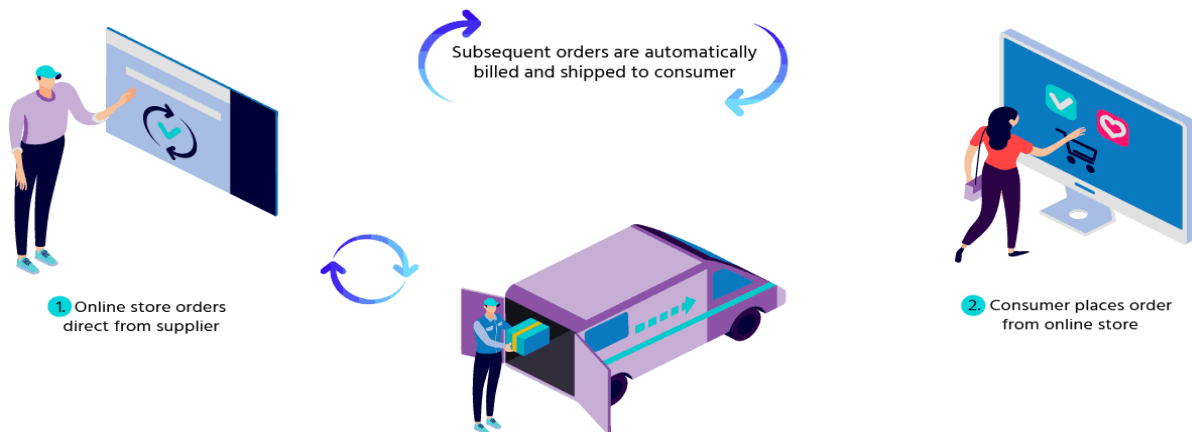 Subsequent orders are automatically
billed and shipped to consumer
1. Online store orders
direct from supplier
2. Consumer places order
from online store